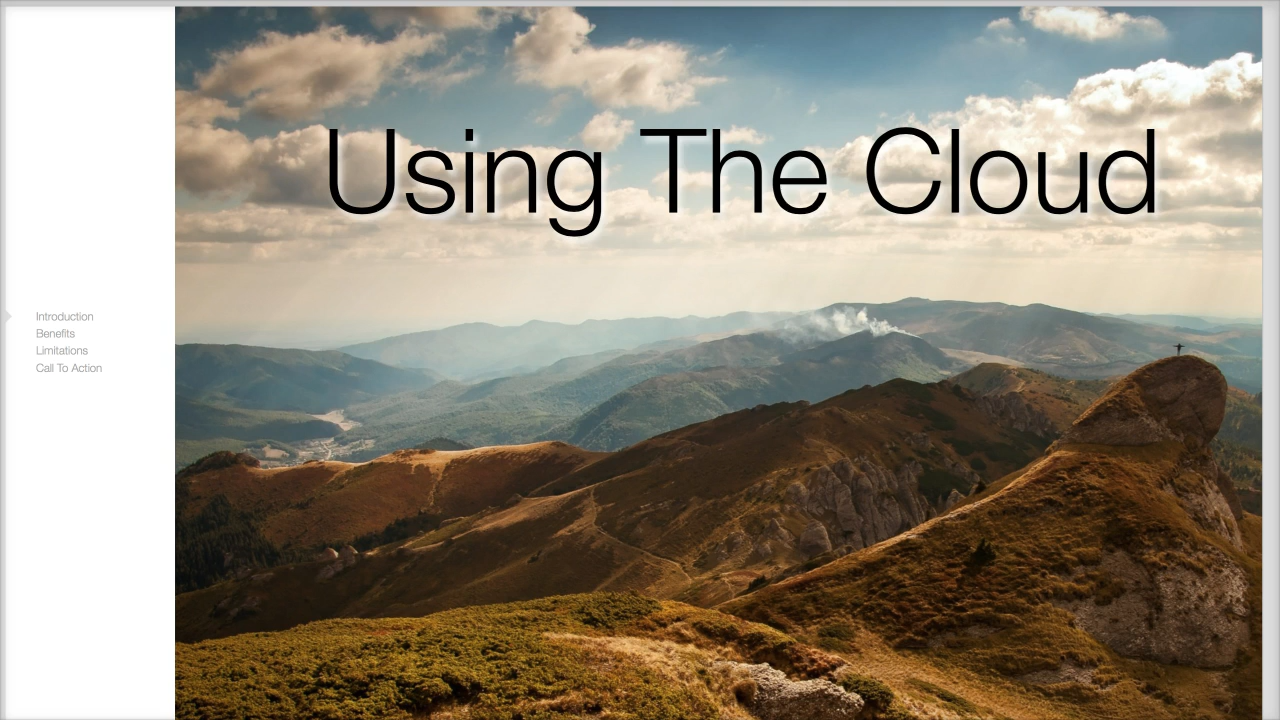 Using The Cloud
Introduction
Benefits
Limitations
Call To Action